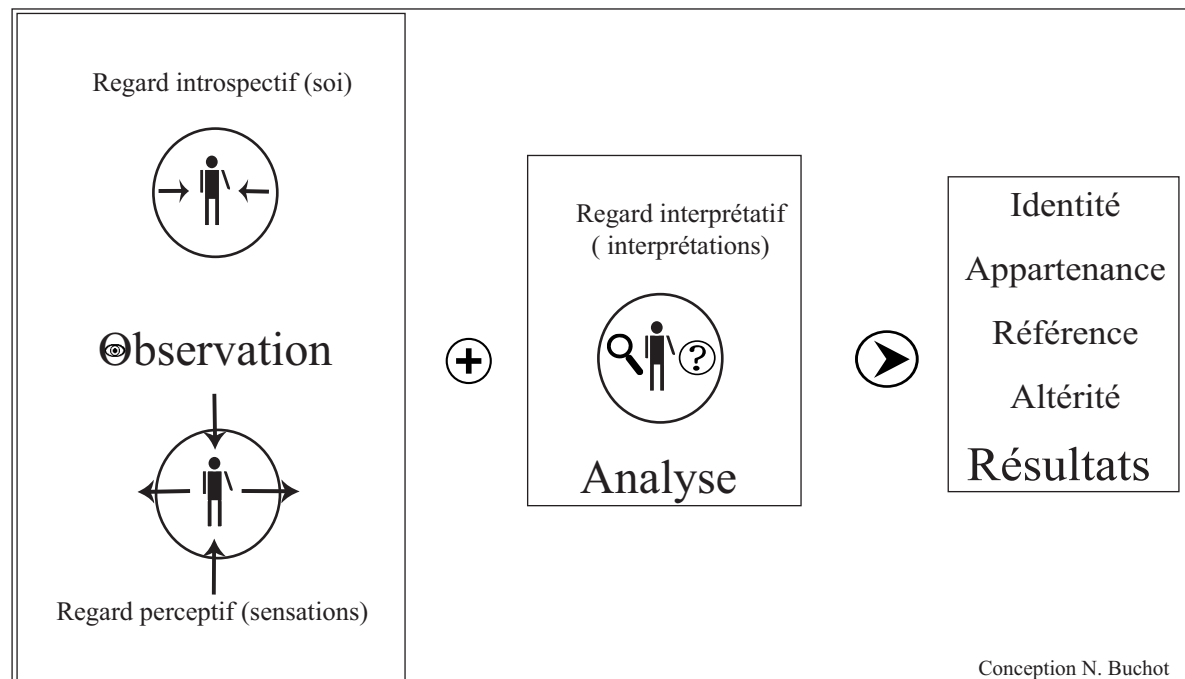 Regard introspectif (soi)
Observation
Regard perceptif (sensations)
+
Regard interprétatif
( interprétations)
?
Analyse
Identité
Appartenance
Référence
Altérité
Résultats
Conception N. Buchot